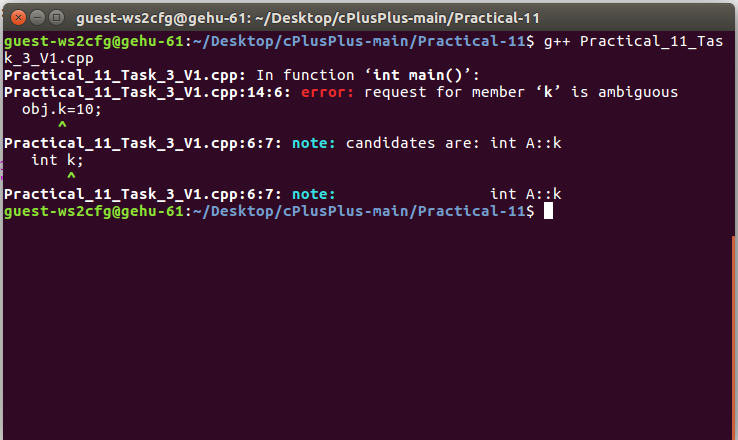 guest-ws2cfg@gehu-61: ~/Desktop/cPlusPlus-main/Practical-11
guest-ws2cfg@gehu-61:~/Desktop/cPlusPlus-main/Practical-11$ g++ Practical_11_Tas
k_3_V1.cpp
Practical_11_Task_3_V1.cpp: In function ‘int main()’:
Practical_11_Task_3_V1.cpp:14:6: error: request for member ‘k’ is ambiguous
  obj.k=10;
      ^
Practical_11_Task_3_V1.cpp:6:7: note: candidates are: int A::k
   int k;
       ^
Practical_11_Task_3_V1.cpp:6:7: note:                 int A::k
guest-ws2cfg@gehu-61:~/Desktop/cPlusPlus-main/Practical-11$